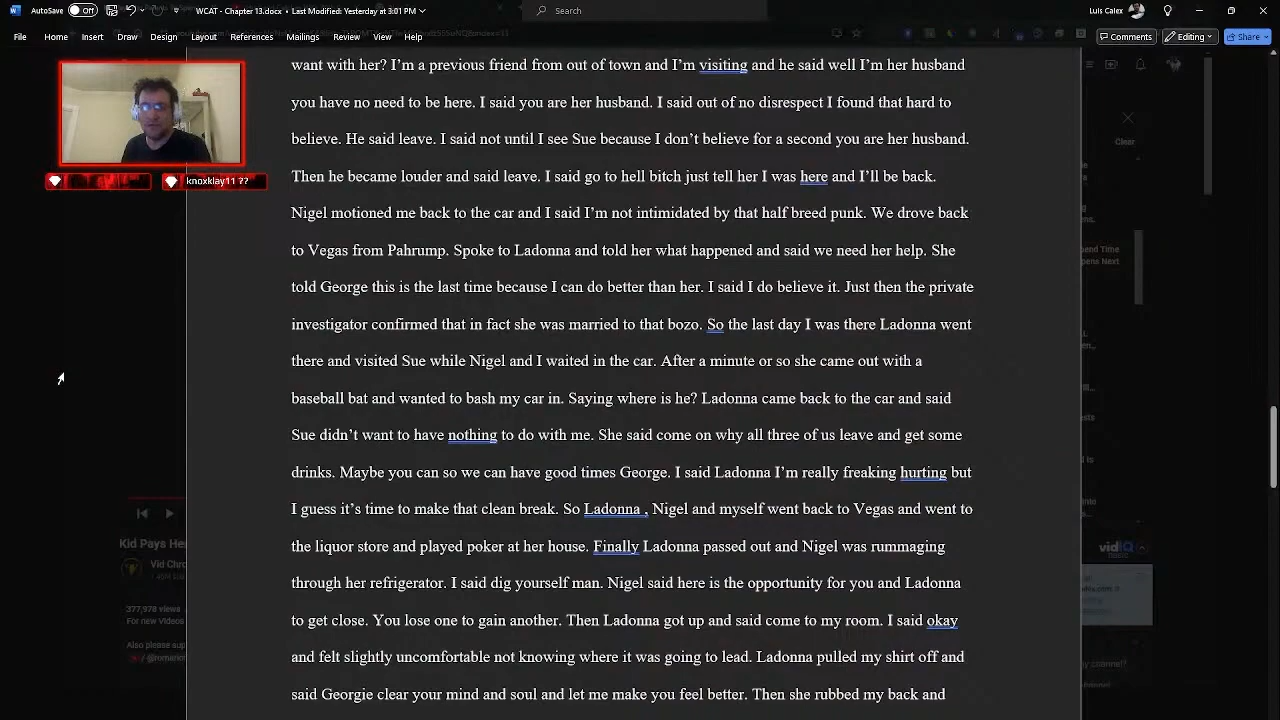 AutoSave Off WCAT - Chapter 13.docx • Last Modified: Yesterday at 3:01 PM Search Luis Calex
File Home Insert Draw Design Layout References Mailings Review View Help Comments Editing Share
want with her? I'm a previous friend from out of town and I'm visiting and he said well I'm her husband
you have no need to be here. I said you are her husband. I said out of no disrespect I found that hard to
believe. He said leave. I said not until I see Sue because I don't believe for a second you are her husband.
Clear
Then he became louder and said leave. I said go to hell bitch just tell her I was here and I'll be back.
knoxklay11 ??
Nigel motioned me back to the car and I said I'm not intimidated by that half breed punk. We drove back
to Vegas from Pahrump. Spoke to Ladonna and told her what happened and said we need her help. She
told George this is the last time because I can do better than her. I said I do believe it. Just then the private
investigator confirmed that in fact she was married to that bozo. So the last day I was there Ladonna went
there and visited Sue while Nigel and I waited in the car. After a minute or so she came out with a
baseball bat and wanted to bash my car in. Saying where is he? Ladonna came back to the car and said
Sue didn't want to have nothing to do with me. She said come on why all three of us leave and get some
drinks. Maybe you can so we can have good times George. I said Ladonna I'm really freaking hurting but
I guess it's time to make that clean break. So Ladonna , Nigel and myself went back to Vegas and went to
the liquor store and played poker at her house. Finally Ladonna passed out and Nigel was rummaging
Kid Pays He
vidIQ
basic
Vid Chro
through her refrigerator. I said dig yourself man. Nigel said here is the opportunity for you and Ladonna
377,978 views
For new Videos
to get close. You lose one to gain another. Then Ladonna got up and said come to my room. I said okay
Also please sup
and felt slightly uncomfortable not knowing where it was going to lead. Ladonna pulled my shirt off and
said Georgie clear your mind and soul and let me make you feel better. Then she rubbed my back and